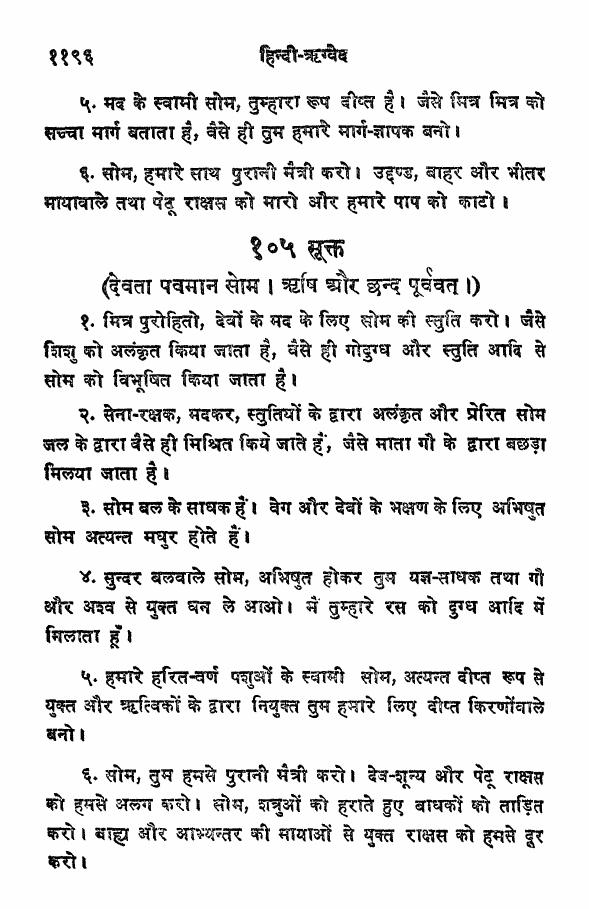 ११९६ हिन्दी-ऋग्वेद
५. मद के स्वामी सोम, तुम्हारा रूप दीप्त है। जैसे मित्र मित्र को
सच्चा मार्ग बताता है, वैसे ही तुम हमारे मार्ग-ज्ञापक बनो।
६. सोम, हमारे साथ पुरानी मैत्री करो। उद्दण्ड, बाहर और भीतर
मायावाले तथा पेटू राक्षस को मारो और हमारे पाप को काटो।
१०५ सूक्त
(देवता पवमान सोम। ऋषि और छन्द पूर्ववत्।)
१. मित्र पुरोहितो, देवों के मद के लिए सोम की स्तुति करो। जैसे
शिशु को अलंकृत किया जाता है, वैसे ही गोदुग्ध और स्तुति आदि से
सोम को विभूषित किया जाता है।
२. सेना-रक्षक, मदकर, स्तुतियों के द्वारा अलंकृत और प्रेरित सोम
जल के द्वारा वैसे ही मिश्रित किये जाते हैं, जैसे माता गौ के द्वारा बछड़ा
मिलया जाता है।
३. सोम बल के साधक हैं। वेग और देवों के भक्षण के लिए अभिषुत
सोम अत्यन्त मधुर होते हैं।
४. सुन्दर बलवाले सोम, अभिषुत होकर तुम यज्ञ-साधक तथा गौ
और अश्व से युक्त धन ले आओ। मैं तुम्हारे रस को दुग्ध आदि में
मिलाता हूँ।
५. हमारे हरित-वर्ण पशुओं के स्वामी सोम, अत्यन्त दीप्त रूप से
युक्त और ऋत्विकों के द्वारा नियुक्त तुम हमारे लिए दीप्त किरणोंवाले
बनो।
६. सोम, तुम हमसे पुरानी मैत्री करो। देव-शून्य और पेटू राक्षस
को हमसे अलग करो। सोम, शत्रुओं को हराते हुए बाधकों को ताड़ित
करो। बाह्य और आभ्यन्तर की मायाओं से युक्त राक्षस को हमसे दूर
करो।